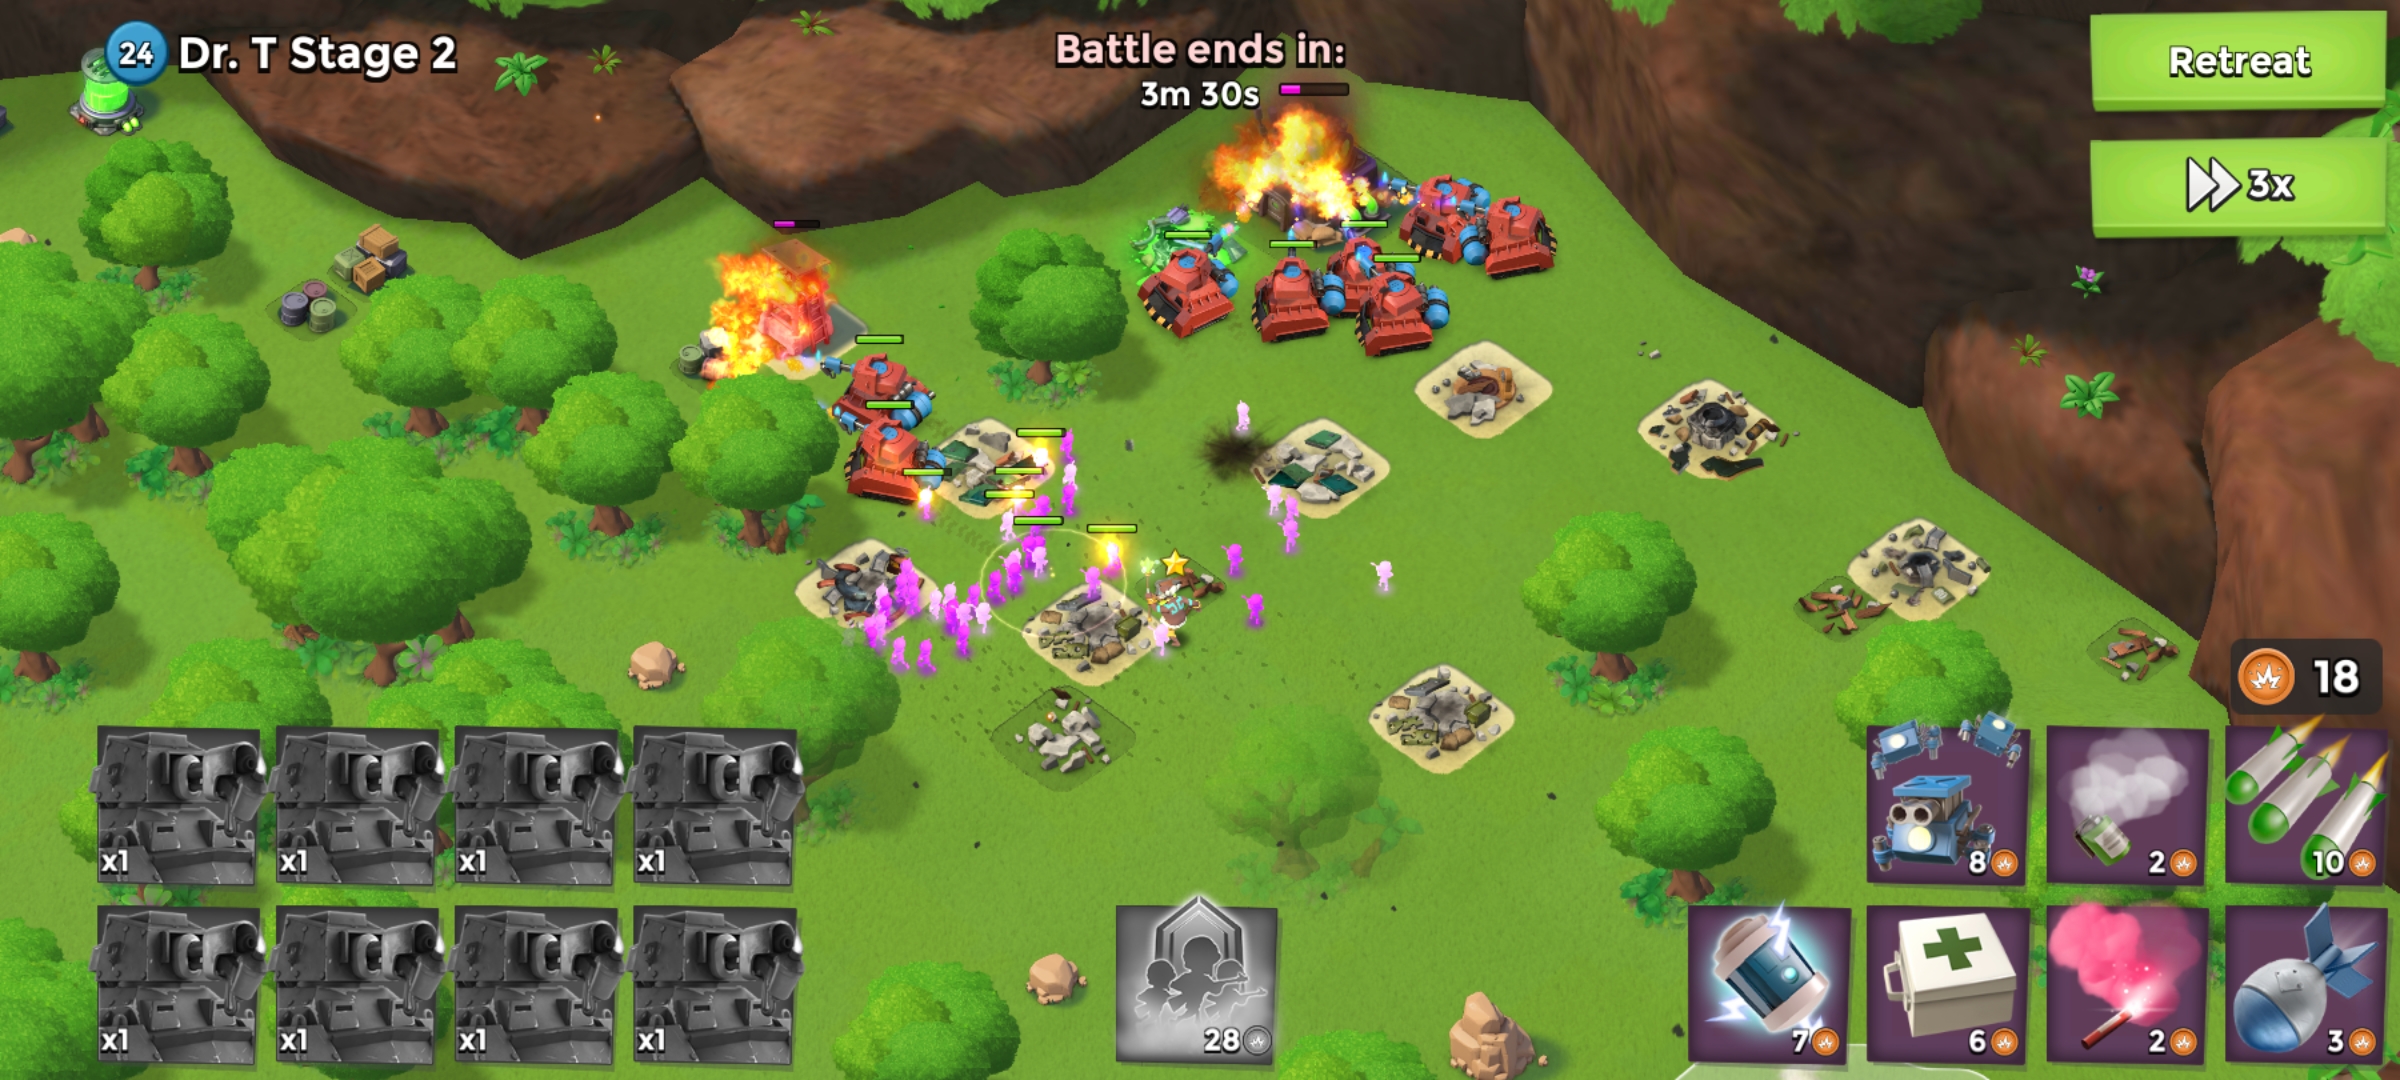 24 Dr. T Stage 2
Battle ends in:
3m 30s
Retreat
3x
18
x1 x1 x1 x1
8 2 10
x1 x1 x1 x1
28
7 6 2 3